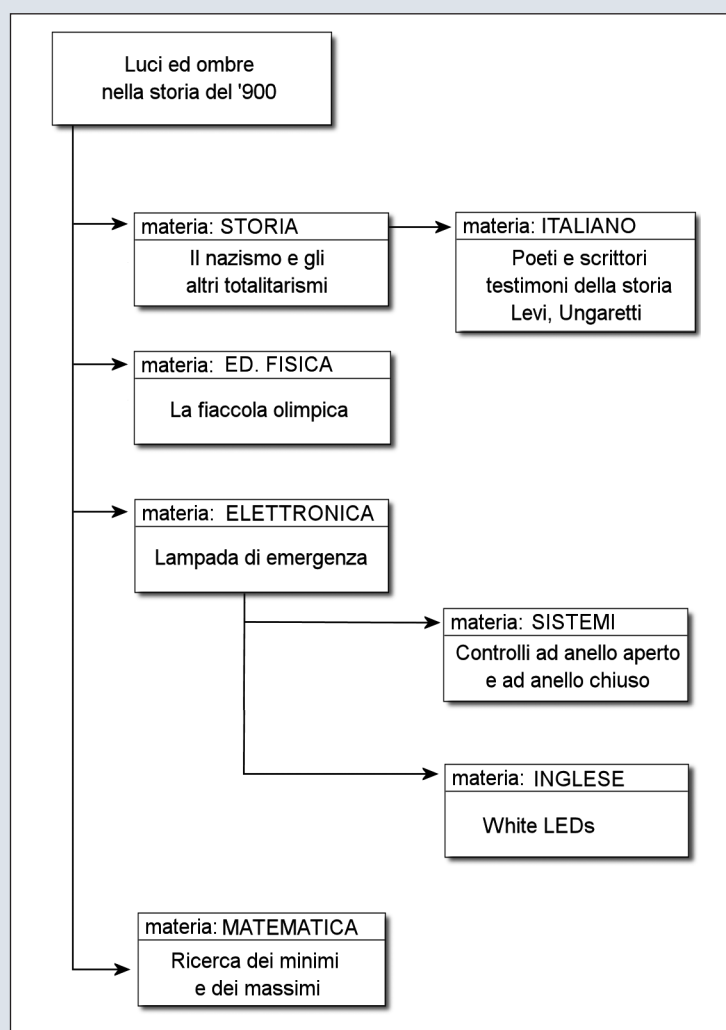 Luci ed ombre
nella storia del '900
materia: STORIA
Il nazismo e gli
altri totalitarismi
materia: ITALIANO
Poeti e scrittori
testimoni della storia
Levi, Ungaretti
materia: ED. FISICA
La fiaccola olimpica
materia: ELETTRONICA
Lampada di emergenza
materia: SISTEMI
Controlli ad anello aperto
e ad anello chiuso
materia: INGLESE
White LEDs
materia: MATEMATICA
Ricerca dei minimi
e dei massimi